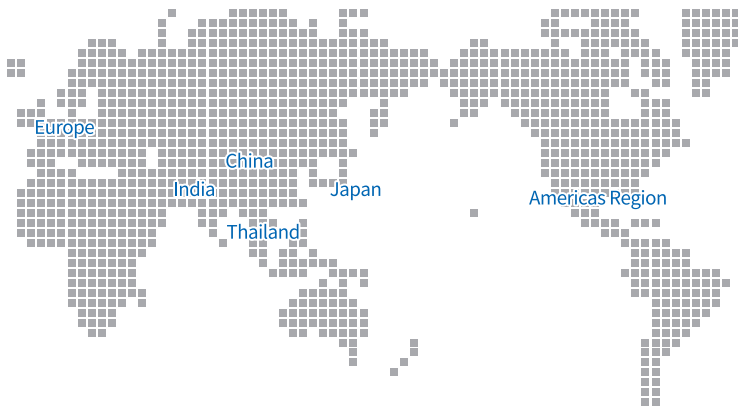 Europe
China
India
Japan
Americas Region
Thailand